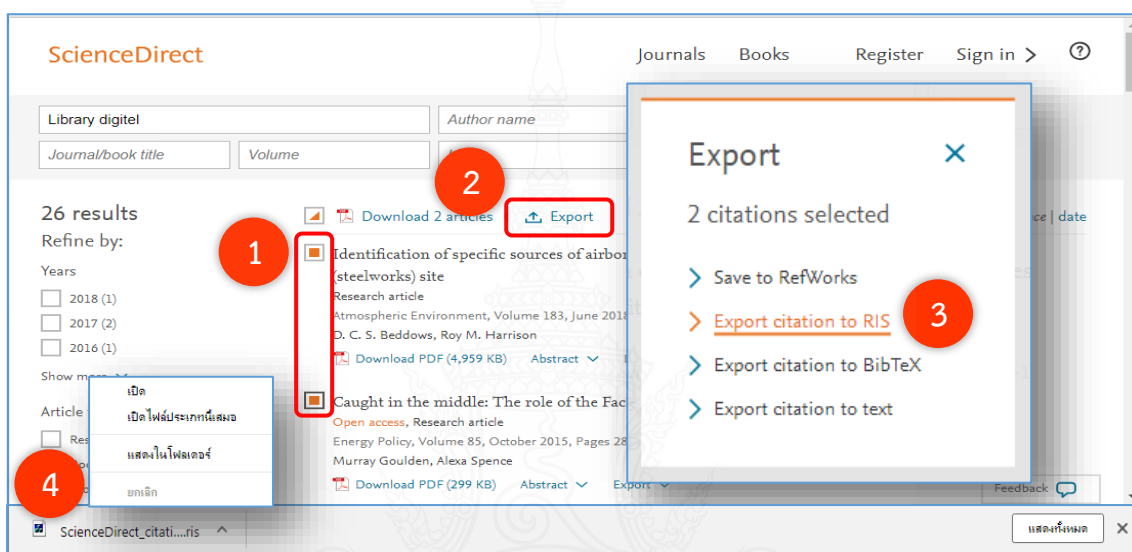 ScienceDirect
Journals Books Register Sign in >
Library digitel
Author name
Journal/book title
Volume
2
Export
2 citations selected
Save to RefWorks
Export citation to RIS
3
Export citation to BibTeX
Export citation to text
26 results
Refine by:
Years
2018 (1)
2017 (2)
2016 (1)
Show more
Article
Download 2 articles
Export
date
1
Identification of specific sources of airbor
(steelworks) site
Research article
Atmospheric Environment, Volume 183, June 2018
D. C. S. Beddows, Roy M. Harrison
Download PDF (4,959 KB) Abstract
Caught in the middle: The role of the Fac
Open access, Research article
Energy Policy, Volume 85, October 2015, Pages 28
Murray Goulden, Alexa Spence
Download PDF (299 KB) Abstract Export
Feedback
เปิด
เปิดไฟล์ประเภทนี้เสมอ
แสดงในโฟลเดอร์
ยกเลิก
4
ScienceDirect_citati....ris
แสดงทั้งหมด